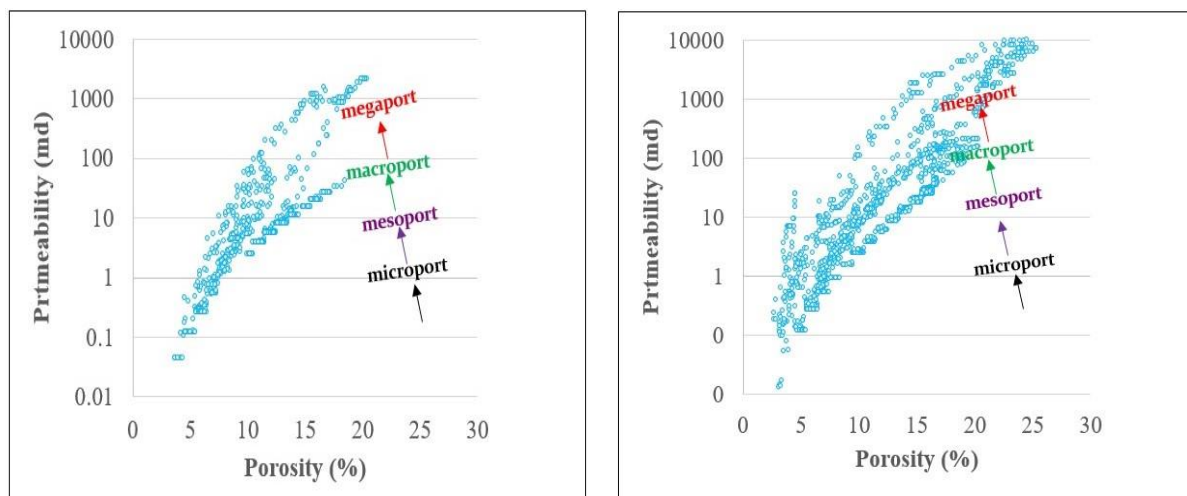 10000
1000
100
10
1
0.1
0.01
0 5 10 15 20 25 30
Prtmeability (md)
Porosity (%)
megaport
macroport
mesoport
microport
10000
1000
100
10
1
0
0
0 5 10 15 20 25 30
Prtmeability (md)
Porosity (%)
megaport
macroport
mesoport
microport